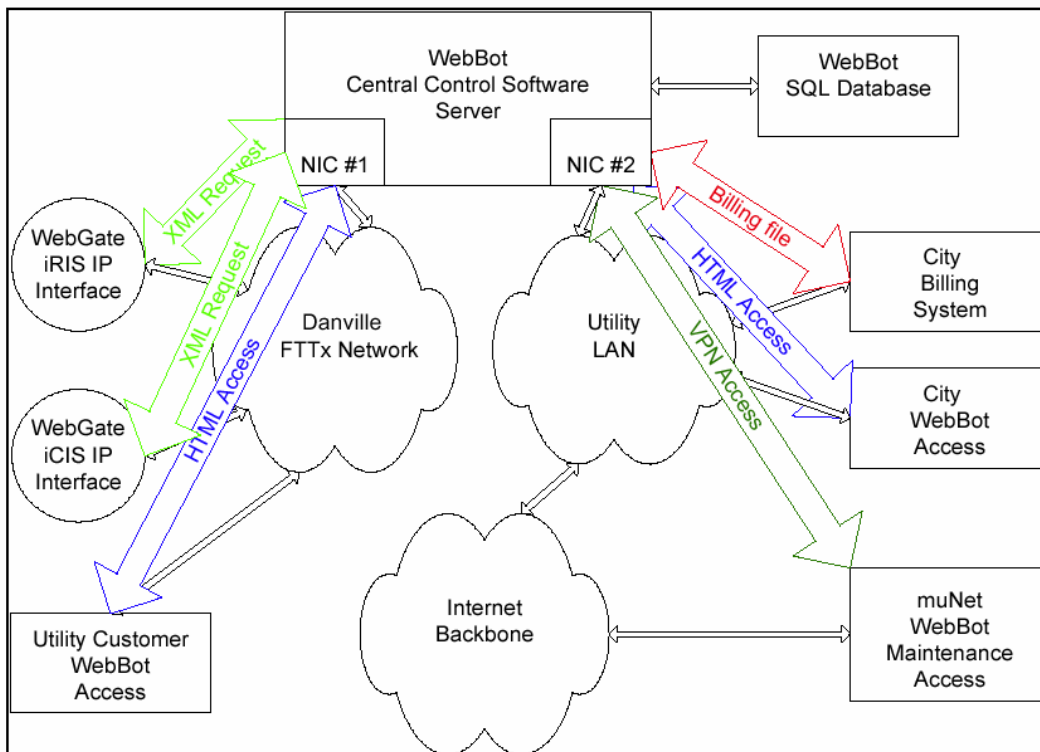 WebBot
Central Control Software
Server
NIC #1
NIC #2
WebBot
SQL Database
XML Request
XML Request
HTML Access
Billing file
HTML Access
VPN Access
WebGate
iRIS IP
Interface
Danville
FTTx Network
Utility
LAN
City
Billing
System
WebGate
iCIS IP
Interface
City
WebBot
Access
Internet
Backbone
Utility Customer
WebBot
Access
muNet
WebBot
Maintenance
Access